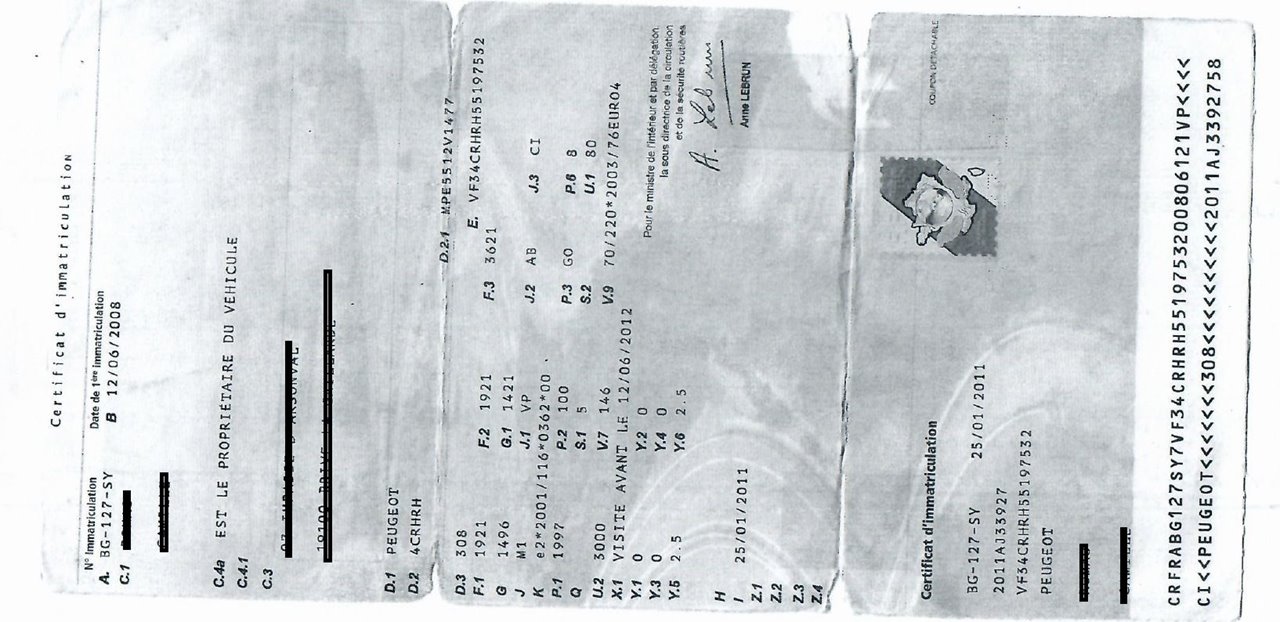 Certificat d'immatriculation
N° Immatriculation Date de 1ère immatriculation
A. BG-127-SY B 12/06/2008
C.1
C.4a EST LE PROPRIÉTAIRE DU VÉHICULE
C.4.1
C.3
D.1 PEUGEOT
D.2 4CRHRH D.2.1 MPE5512V1477
D.3 308 E. VF34CRHRH55197532
F.1 1921 F.2 1921 F.3 3621
G 1496 G.1 1421
J M1 J.1 VP J.2 AB J.3 CI
K e2*2001/116*0362*00
P.1 1997 P.2 100 P.3 GO P.6 8
Q S.1 5 S.2 U.1 80
U.2 3000 V.7 146 V.9 70/220*2003/76EURO4
X.1 VISITE AVANT LE 12/06/2012
Y.1 0 Y.2 0
Y.3 0 Y.4 0
Y.5 2.5 Y.6 2.5
Pour le ministre de l'intérieur et par délégation
la sous directrice de la circulation
et de la sécurité routières
A. Lebrun
Anne LEBRUN
H
I 25/01/2011
Z.1
Z.2
Z.3
Z.4
COUPON DÉTACHABLE
Certificat d'immatriculation
BG-127-SY 25/01/2011
2011AJ33927
VF34CRHRH55197532
PEUGEOT
CRFRABG127SY7VF34CRHRH551975320080612​1VP<<<<
CI<<PEUGEOT<<<<<<308<<<<<<<<<<<2011AJ3392758